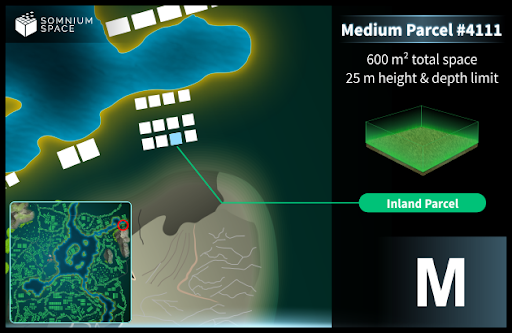 SOMNIUM
SPACE
Medium Parcel #4111
600 m² total space
25 m height & depth limit
Inland Parcel
M